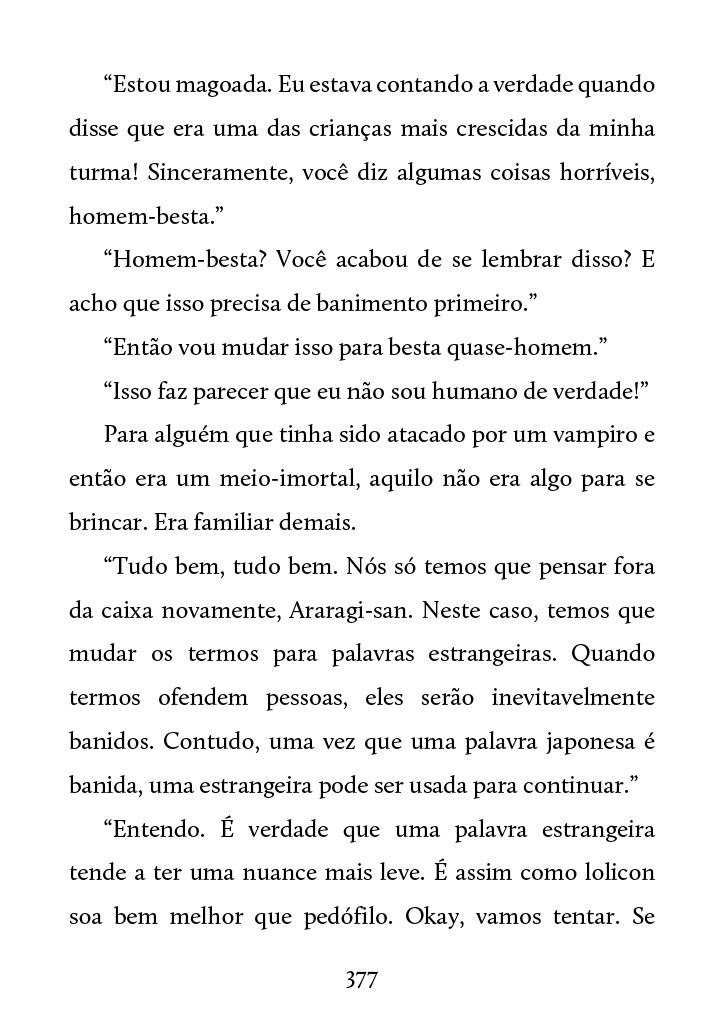 “Estou magoada. Eu estava contando a verdade quando
disse que era uma das crianças mais crescidas da minha
turma! Sinceramente, você diz algumas coisas horríveis,
homem-besta.”
“Homem-besta? Você acabou de se lembrar disso? E
acho que isso precisa de banimento primeiro.”
“Então vou mudar isso para besta quase-homem.”
“Isso faz parecer que eu não sou humano de verdade!”
Para alguém que tinha sido atacado por um vampiro e
então era um meio-imortal, aquilo não era algo para se
brincar. Era familiar demais.
“Tudo bem, tudo bem. Nós só temos que pensar fora
da caixa novamente, Araragi-san. Neste caso, temos que
mudar os termos para palavras estrangeiras. Quando
termos ofendem pessoas, eles serão inevitavelmente
banidos. Contudo, uma vez que uma palavra japonesa é
banida, uma estrangeira pode ser usada para continuar.”
“Entendo. É verdade que uma palavra estrangeira
tende a ter uma nuance mais leve. É assim como lolicon
soa bem melhor que pedófilo. Okay, vamos tentar. Se
377